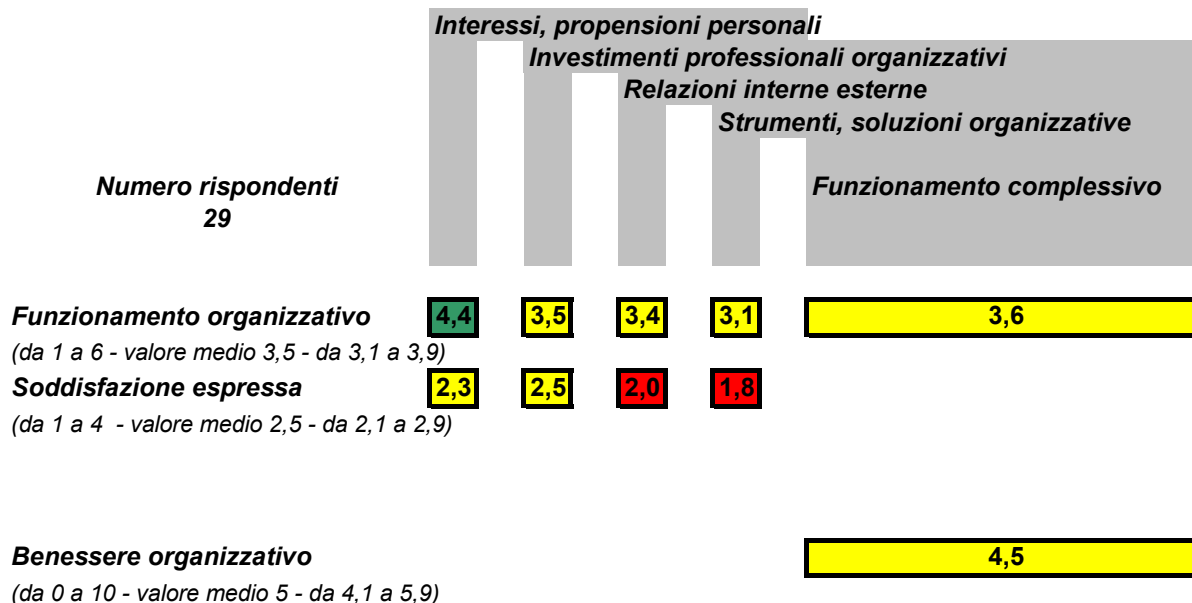 Interessi, propensioni personali
Investimenti professionali organizzativi
Relazioni interne esterne
Strumenti, soluzioni organizzative
Numero rispondenti
29
Funzionamento complessivo
Funzionamento organizzativo 4,4 3,5 3,4 3,1 3,6
(da 1 a 6 - valore medio 3,5 - da 3,1 a 3,9)
Soddisfazione espressa 2,3 2,5 2,0 1,8
(da 1 a 4 - valore medio 2,5 - da 2,1 a 2,9)
Benessere organizzativo 4,5
(da 0 a 10 - valore medio 5 - da 4,1 a 5,9)